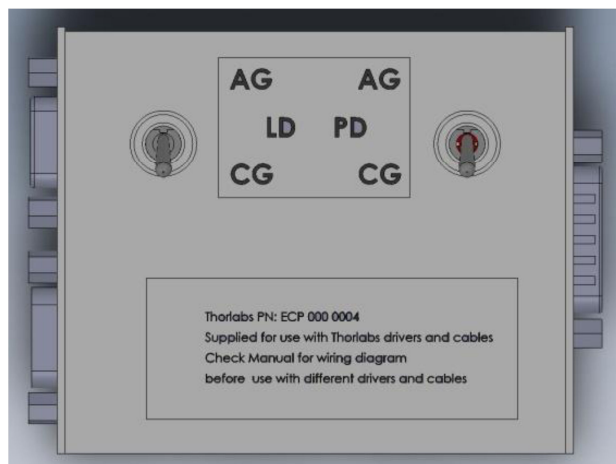 AG AG
LD PD
CG CG
Thorlabs PN: ECP 000 0004
Supplied for use with Thorlabs drivers and cables
Check Manual for wiring diagram
before use with different drivers and cables